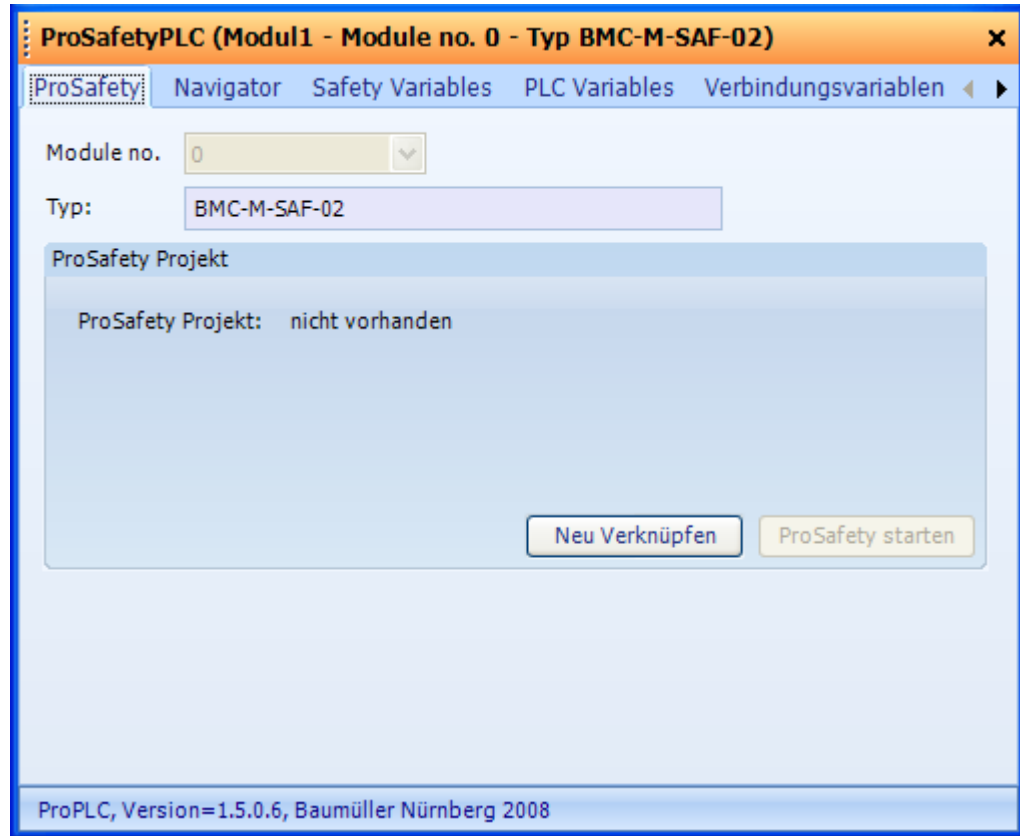 ProSafetyPLC (Modul1 - Module no. 0 - Typ BMC-M-SAF-02)
ProSafety Navigator Safety Variables PLC Variables Verbindungsvariablen
Module no. 0
Typ: BMC-M-SAF-02
ProSafety Projekt
ProSafety Projekt: nicht vorhanden
Neu Verknüpfen ProSafety starten
ProPLC, Version=1.5.0.6, Baumüller Nürnberg 2008